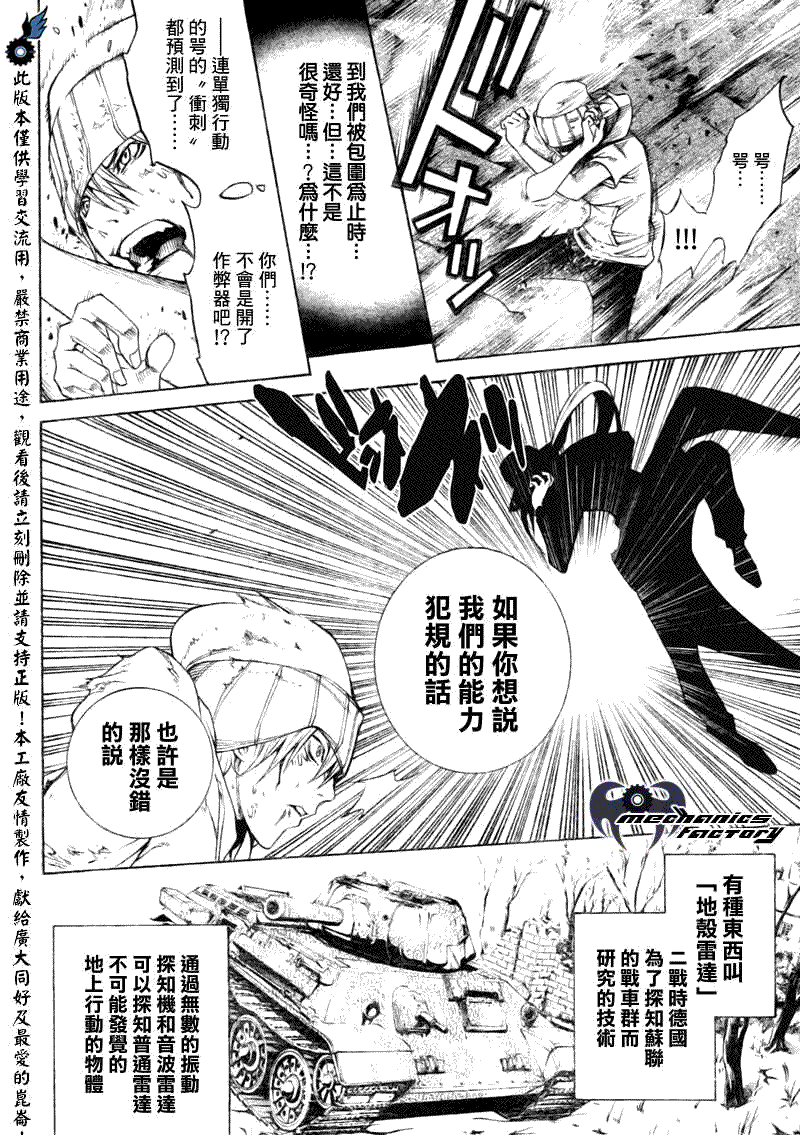 咢…
咢…
!!!
ドォン
到我們被包圍為止時…
還好…但…這不是
很奇怪嗎…？為什麼…!?
──連單獨行動
的咢的〝衝刺〞
都預測到了……
你們……
不會是開了
作弊器吧!?
如果你想說
我們的能力
犯規的話
也許是
那樣沒錯
的説
mechanics
factory
有種東西叫
「地殼雷達」
二戰時德國
為了探知蘇聯
的戰車群而
研究的技術
通過無數的振動
探知機和音波雷達
可以探知普通雷達
不可能發覺的
地上行動的物體
此版本僅供學習交流用，嚴禁商業用途，觀看後請立刻刪除並請支持正版！本工廠友情製作，獻給廣大同好及最愛的崑崙！